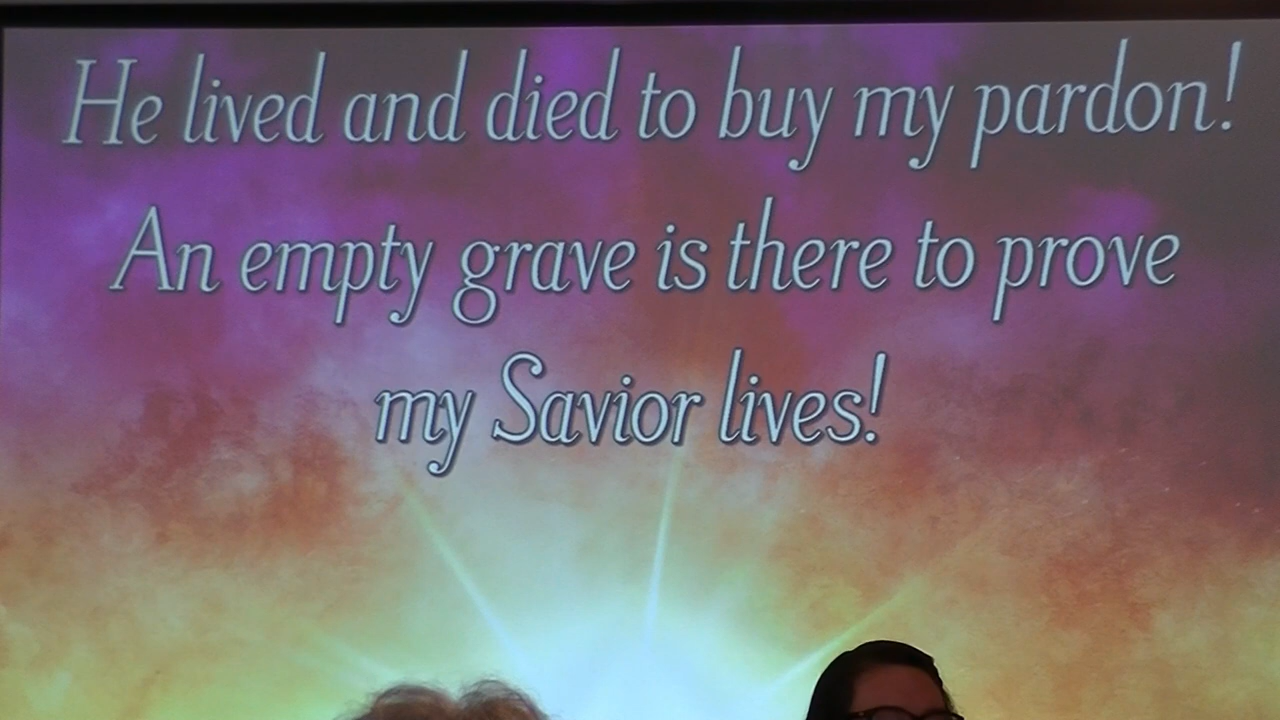 He lived and died to buy my pardon!
An empty grave is there to prove
my Savior lives!